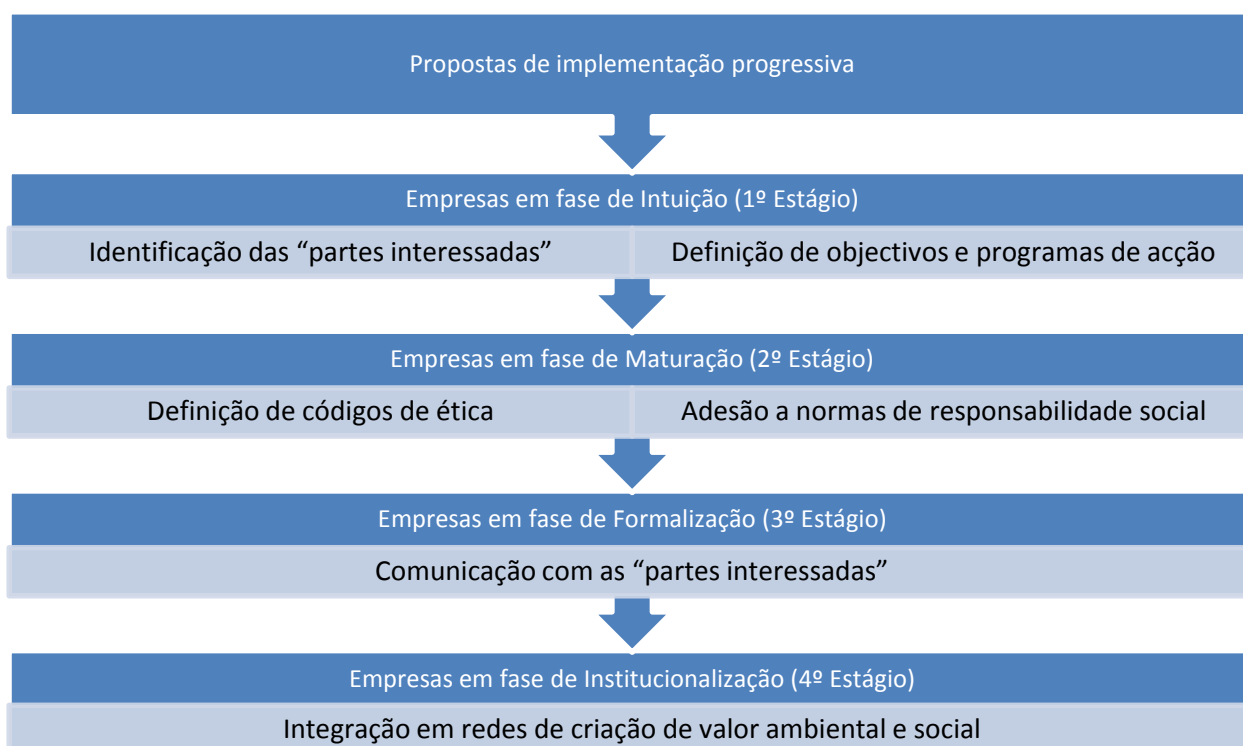 Propostas de implementação progressiva
Empresas em fase de Intuição (1º Estágio)
Identificação das “partes interessadas”
Definição de objectivos e programas de acção
Empresas em fase de Maturação (2º Estágio)
Definição de códigos de ética
Adesão a normas de responsabilidade social
Empresas em fase de Formalização (3º Estágio)
Comunicação com as “partes interessadas”
Empresas em fase de Institucionalização (4º Estágio)
Integração em redes de criação de valor ambiental e social